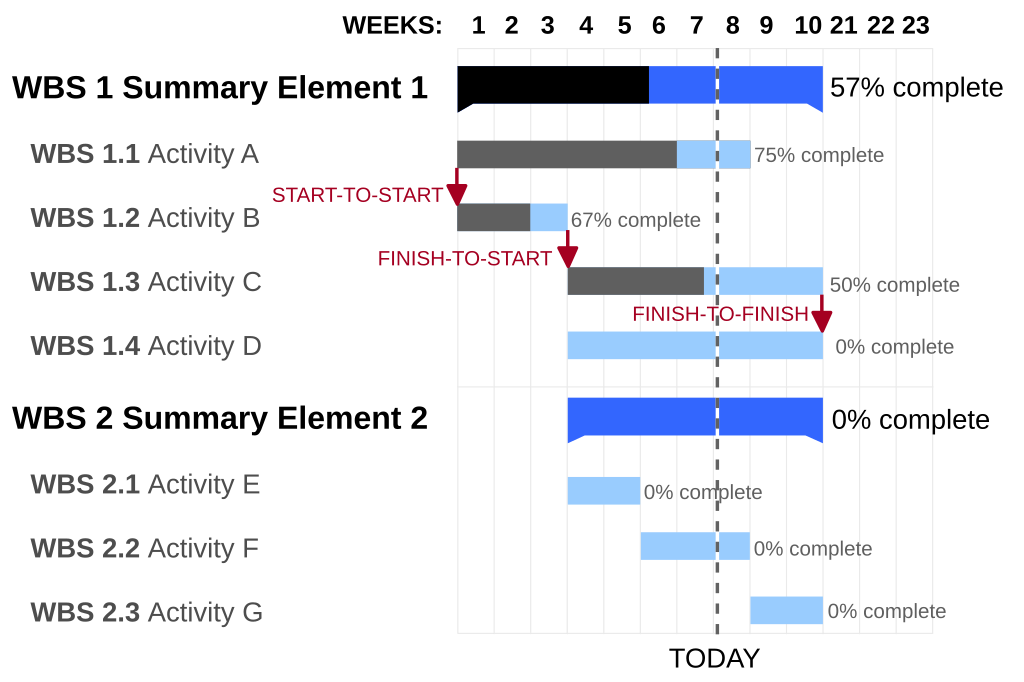 WEEKS: 1 2 3 4 5 6 7 8 9 10 21 22 23
WBS 1 Summary Element 1 57% complete
WBS 1.1 Activity A 75% complete
START-TO-START
WBS 1.2 Activity B 67% complete
FINISH-TO-START
WBS 1.3 Activity C 50% complete
FINISH-TO-FINISH
WBS 1.4 Activity D 0% complete
WBS 2 Summary Element 2 0% complete
WBS 2.1 Activity E 0% complete
WBS 2.2 Activity F 0% complete
WBS 2.3 Activity G 0% complete
TODAY